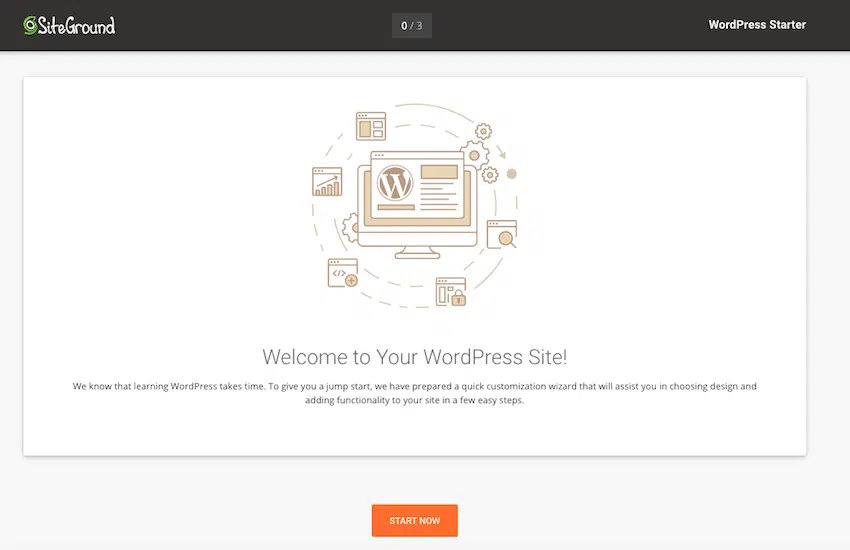 SiteGround
0 / 3
WordPress Starter
Welcome to Your WordPress Site!
We know that learning WordPress takes time. To give you a jump start, we have prepared a quick customization wizard that will assist you in choosing design and
adding functionality to your site in a few easy steps.
START NOW